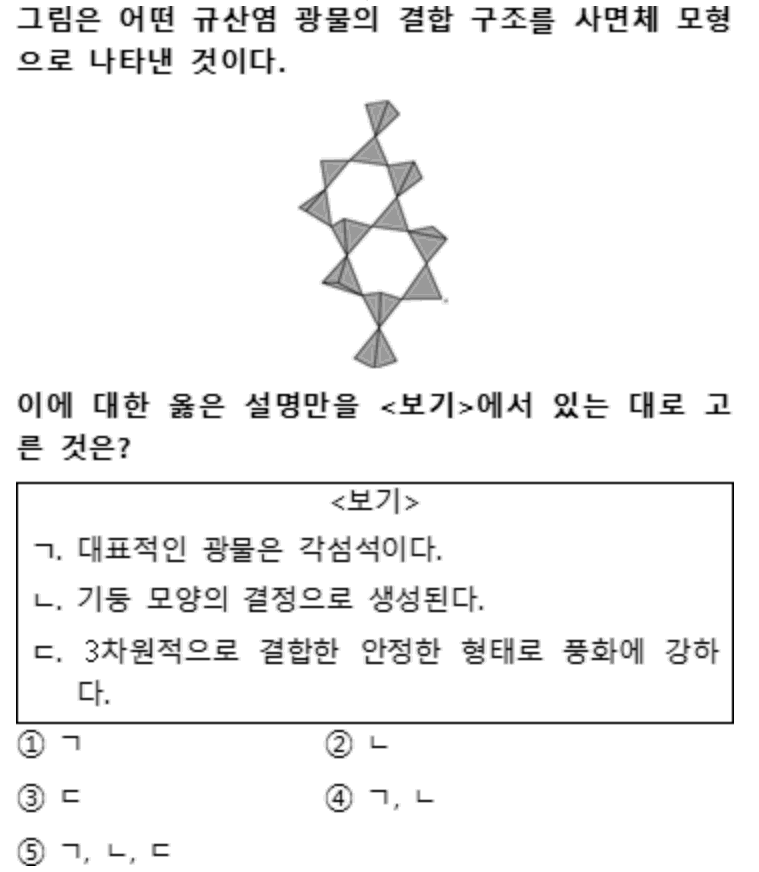 그림은 어떤 규산염 광물의 결합 구조를 사면체 모형
으로 나타낸 것이다.
이에 대한 옳은 설명만을 <보기>에서 있는 대로 고
른 것은?
<보기>
ㄱ. 대표적인 광물은 각섬석이다.
ㄴ. 기둥 모양의 결정으로 생성된다.
ㄷ. 3차원적으로 결합한 안정한 형태로 풍화에 강하
다.
① ㄱ ② ㄴ
③ ㄷ ④ ㄱ, ㄴ
⑤ ㄱ, ㄴ, ㄷ